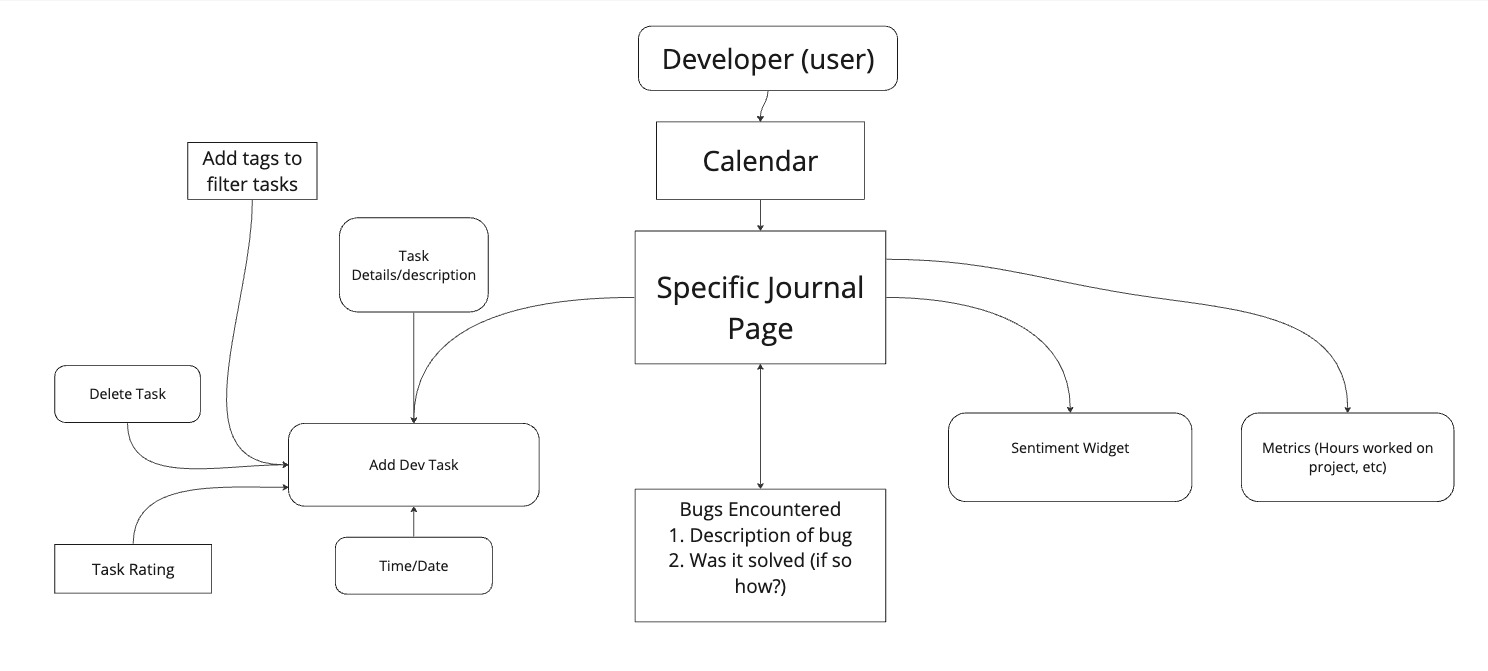 Developer (user)
Calendar
Add tags to
filter tasks
Task
Details/description
Specific Journal
Page
Delete Task
Add Dev Task
Sentiment Widget
Metrics (Hours worked on
project, etc)
Bugs Encountered
1. Description of bug
2. Was it solved (if so
how?)
Task Rating
Time/Date